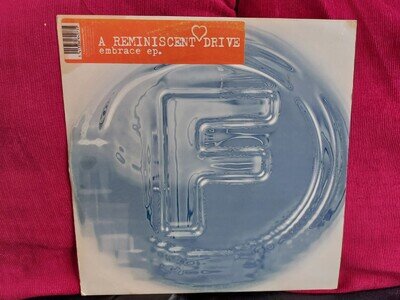 A REMINISCENT DRIVE
embrace ep.
F